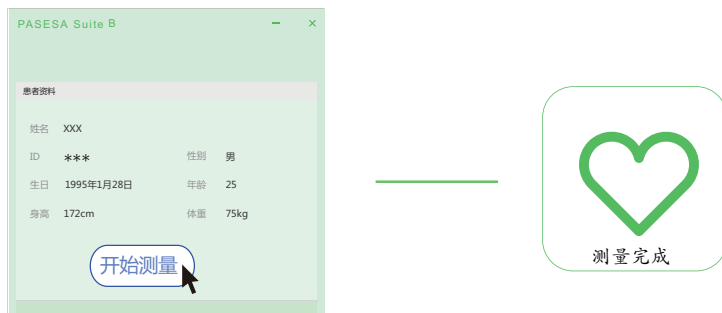 PASESA Suite B
患者资料
姓名 XXX
ID *** 性别 男
生日 1995年1月28日 年龄 25
身高 172cm 体重 75kg
开始测量
测量完成